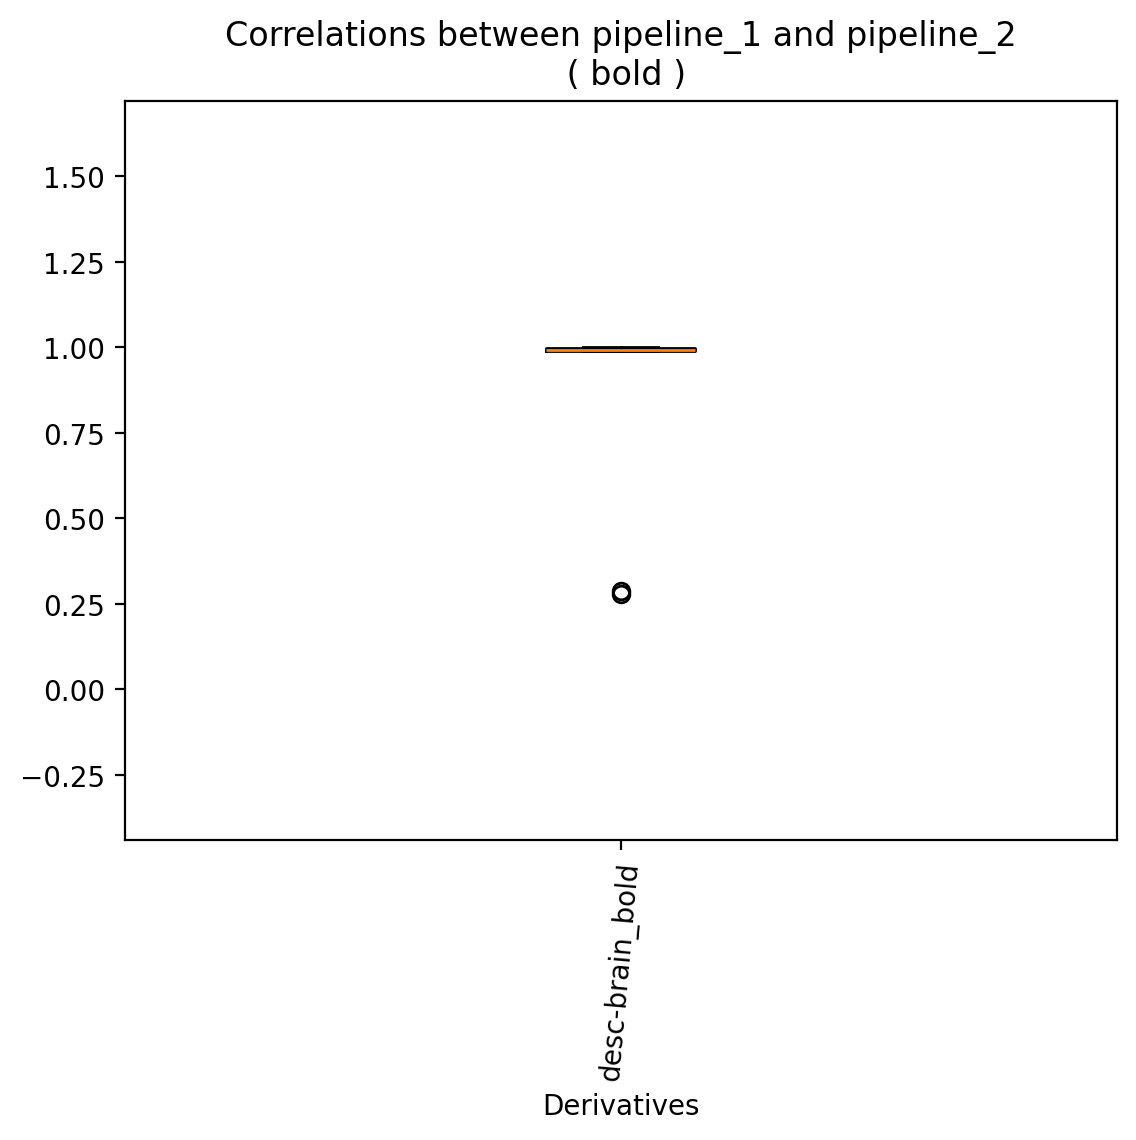 Correlations between pipeline_1 and pipeline_2
( bold )
1.50
1.25
1.00
0.75
0.50
0.25
0.00
−0.25
desc-brain_bold
Derivatives